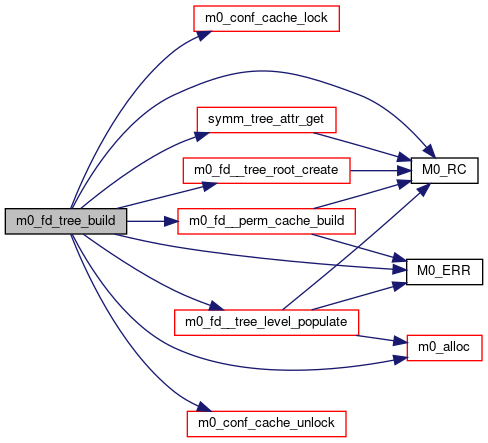 m0_conf_cache_lock
symm_tree_attr_get
m0_fd__tree_root_create
M0_RC
m0_fd_tree_build
m0_fd__perm_cache_build
M0_ERR
m0_fd__tree_level_populate
m0_alloc
m0_conf_cache_unlock